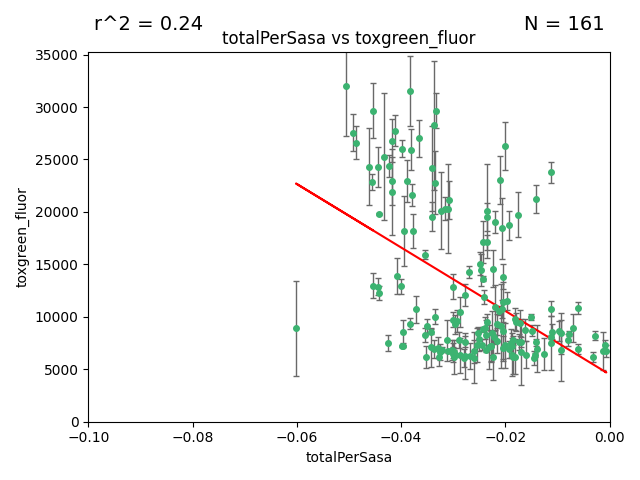 r^2 = 0.24
N = 161
totalPerSasa vs toxgreen_fluor
35000
30000
25000
20000
15000
10000
5000
0
toxgreen_fluor
−0.10
−0.08
−0.06
−0.04
−0.02
0.00
totalPerSasa